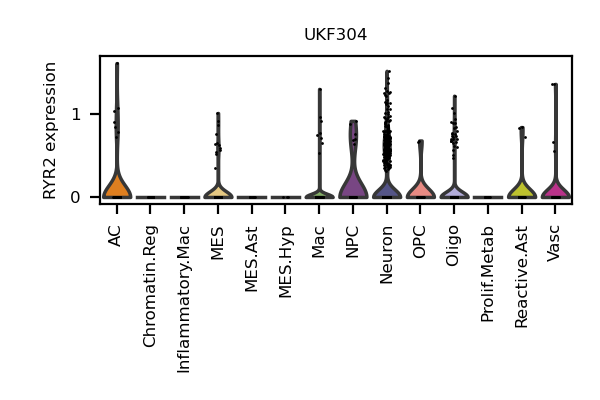 UKF304
RYR2 expression
1
0
AC
Chromatin.Reg
Inflammatory.Mac
MES
MES.Ast
MES.Hyp
Mac
NPC
Neuron
OPC
Oligo
Prolif.Metab
Reactive.Ast
Vasc